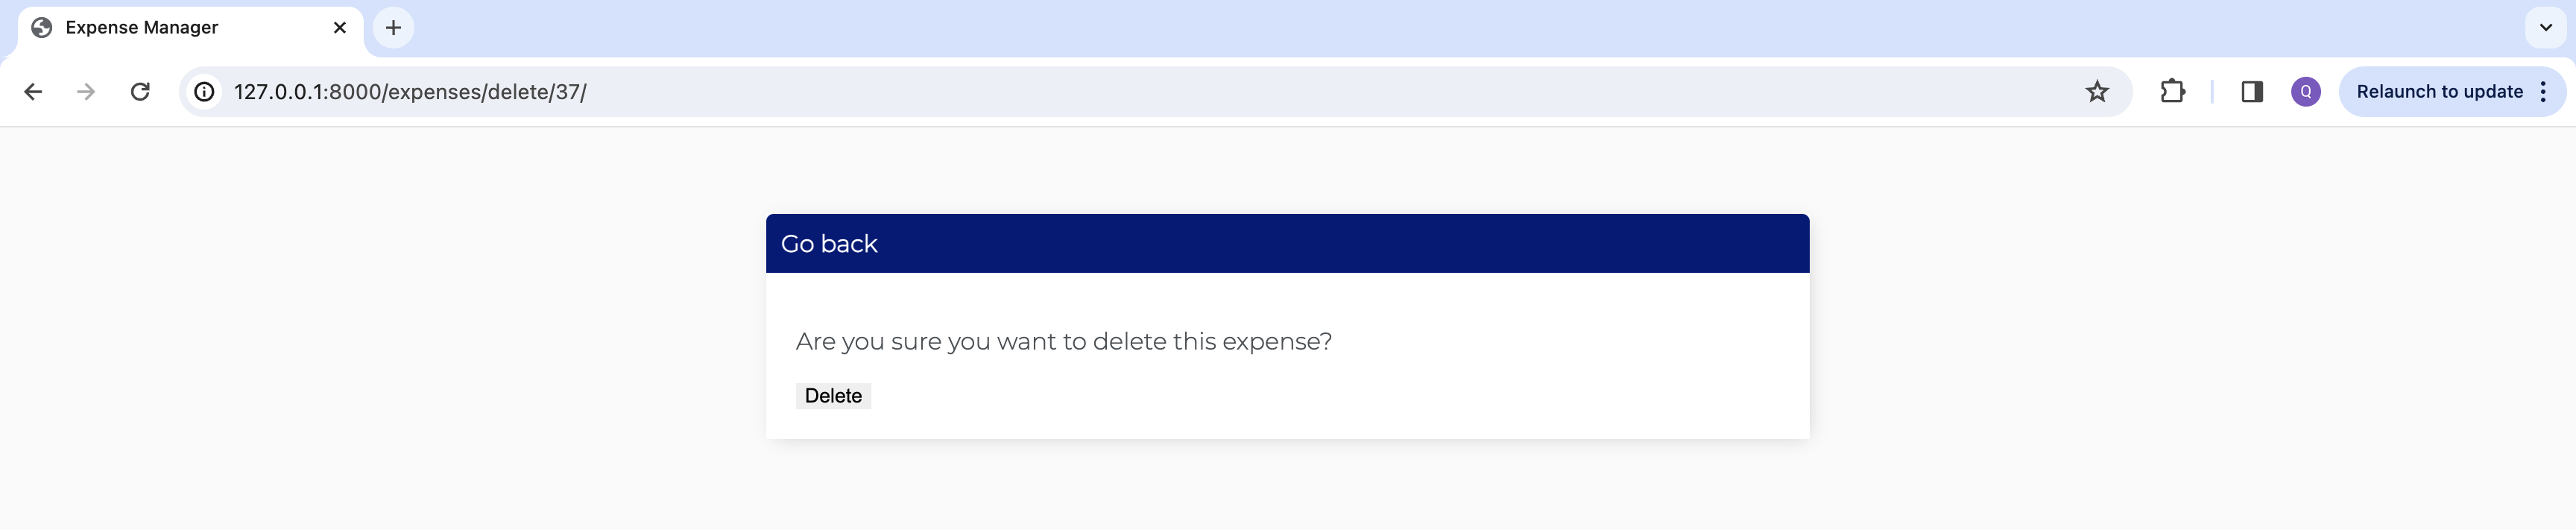 Expense Manager
127.0.0.1:8000/expenses/delete/37/
Q
Relaunch to update
Go back
Are you sure you want to delete this expense?
Delete